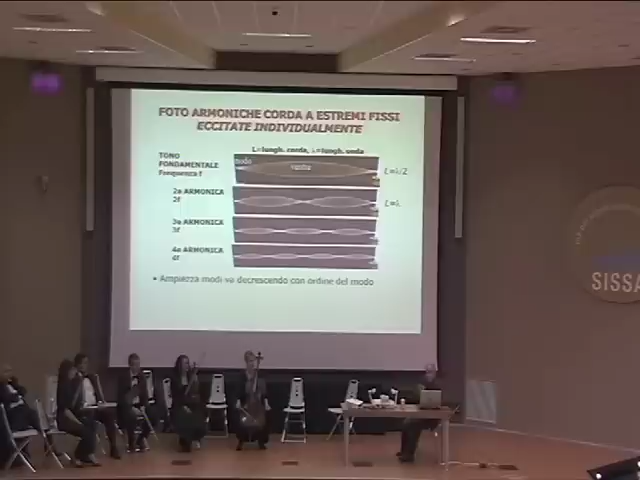 FOTO ARMONICHE CORDA A ESTREMI FISSI
ECCITATE INDIVIDUALMENTE
L=lungh. corda, λ=lungh. onda
TONO
FONDAMENTALE
Frequenza f
nodo
ventre
L=λ/2
2a ARMONICA
2f
L=λ
3a ARMONICA
3f
4a ARMONICA
4f
• Ampiezza modi va decrescendo con ordine del modo
SISSA